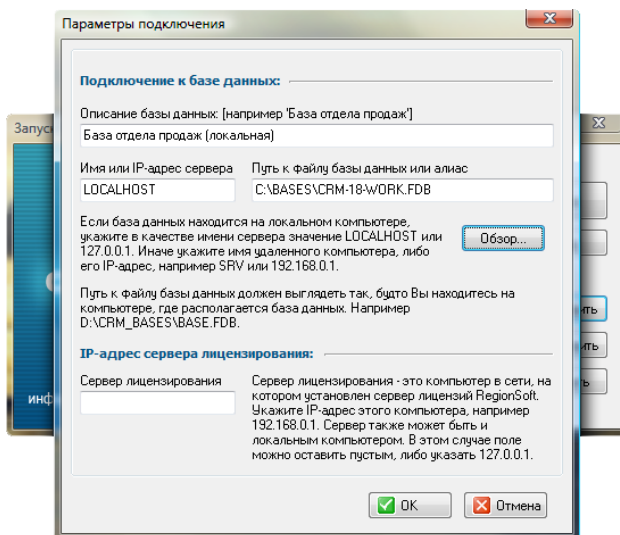 Параметры подключения
Подключение к базе данных:
Описание базы данных: [например 'База отдела продаж']
База отдела продаж (локальная)
Имя или IP-адрес сервера Путь к файлу базы данных или алиас
LOCALHOST C:\BASES\CRM-18-WORK.FDB
Если база данных находится на локальном компьютере,
укажите в качестве имени сервера значение LOCALHOST или
127.0.0.1. Иначе укажите имя удаленного компьютера, либо
его IP-адрес, например SRV или 192.168.0.1.
Обзор...
Путь к файлу базы данных должен выглядеть так, будто Вы находитесь на
компьютере, где располагается база данных. Например
D:\CRM_BASES\BASE.FDB.
IP-адрес сервера лицензирования:
Сервер лицензирования
Сервер лицензирования - это компьютер в сети, на
котором установлен сервер лицензий RegionSoft.
Укажите IP-адрес этого компьютера, например
192.168.0.1. Сервер также может быть и
локальным компьютером. В этом случае поле
можно оставить пустым, либо указать 127.0.0.1.
OK Отмена